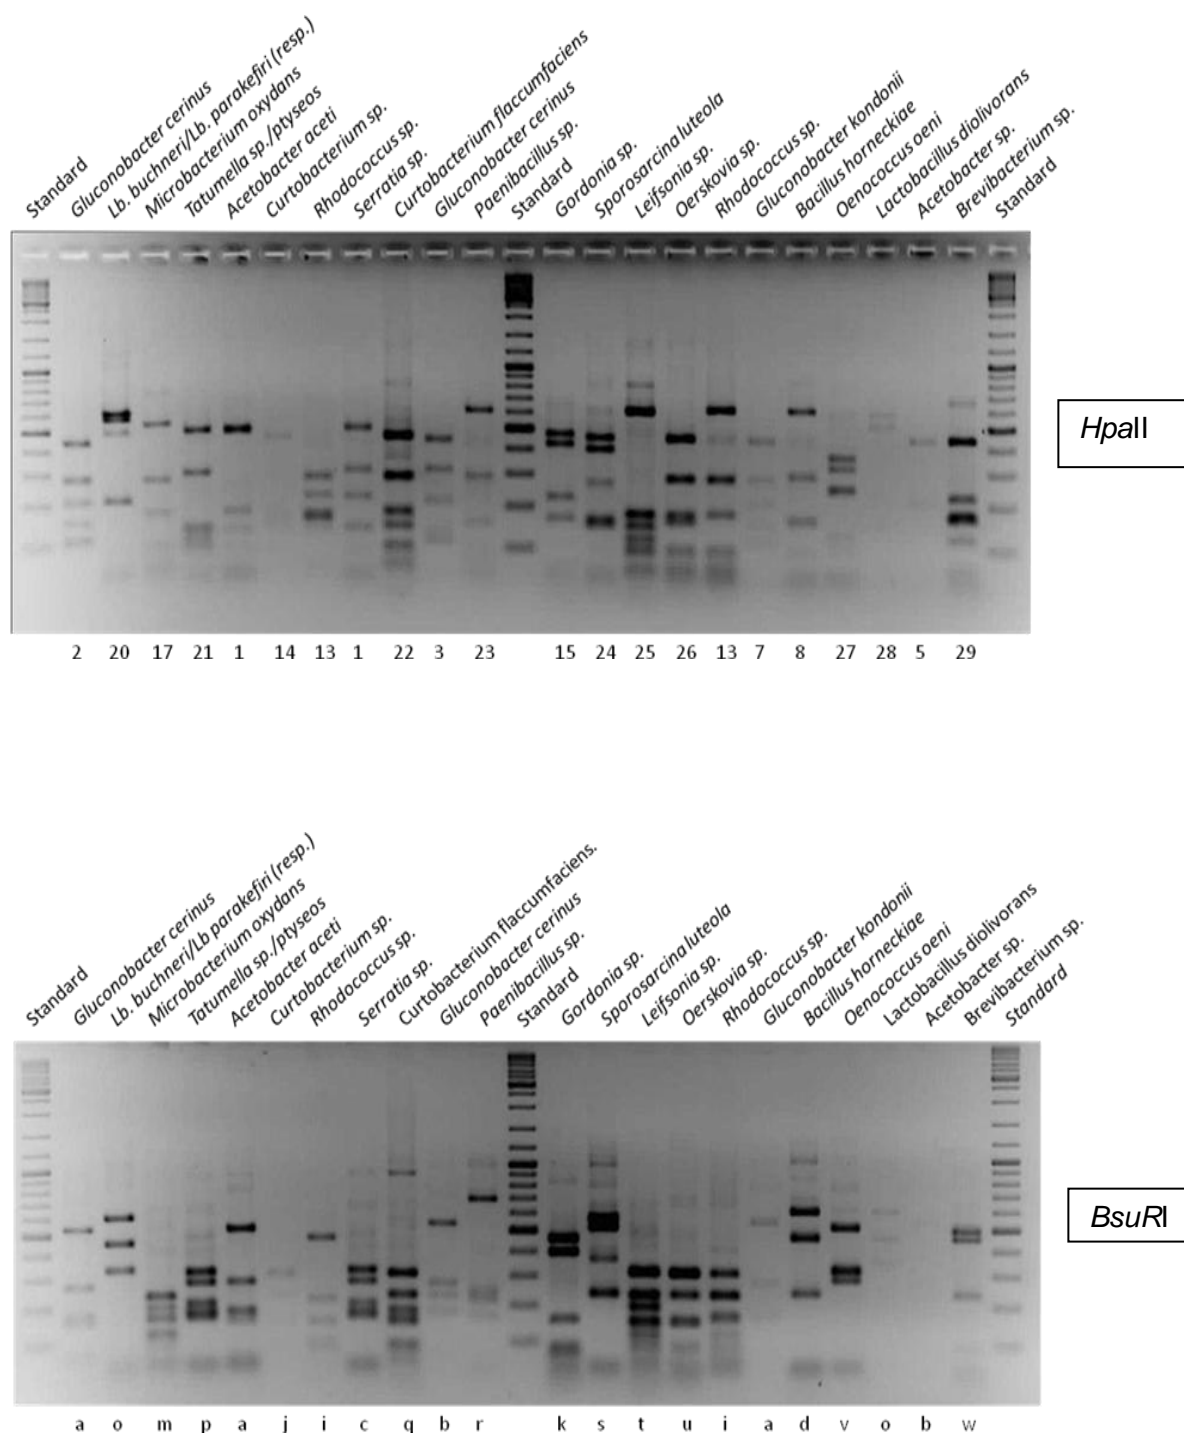 Standard
Gluconobacter cerinus
Lb. buchneri/Lb. parakefiri (resp.)
Microbacterium oxydans
Tatumella sp./ptyseos
Acetobacter aceti
Curtobacterium sp.
Rhodococcus sp.
Serratia sp.
Curtobacterium flaccumfaciens
Gluconobacter cerinus
Paenibacillus sp.
Standard
Gordonia sp.
Sporosarcina luteola
Leifsonia sp.
Oerskovia sp.
Rhodococcus sp.
Gluconobacter kondonii
Bacillus horneckiae
Oenococcus oeni
Lactobacillus diolivorans
Acetobacter sp.
Brevibacterium sp.
Standard
HpaII
2 20 17 21 1 14 13 1 22 3 23 15 24 25 26 13 7 8 27 28 5 29
Standard
Gluconobacter cerinus
Lb. buchneri/Lb parakefiri (resp.)
Microbacterium oxydans
Tatumella sp./ptyseos
Acetobacter aceti
Curtobacterium sp.
Rhodococcus sp.
Serratia sp.
Curtobacterium flaccumfaciens.
Gluconobacter cerinus
Paenibacillus sp.
Standard
Gordonia sp.
Sporosarcina luteola
Leifsonia sp.
Oerskovia sp.
Rhodococcus sp.
Gluconobacter kondonii
Bacillus horneckiae
Oenococcus oeni
Lactobacillus diolivorans
Acetobacter sp.
Brevibacterium sp.
Standard
BsuRI
a o m p a j i c q b r k s t u i a d v o b w